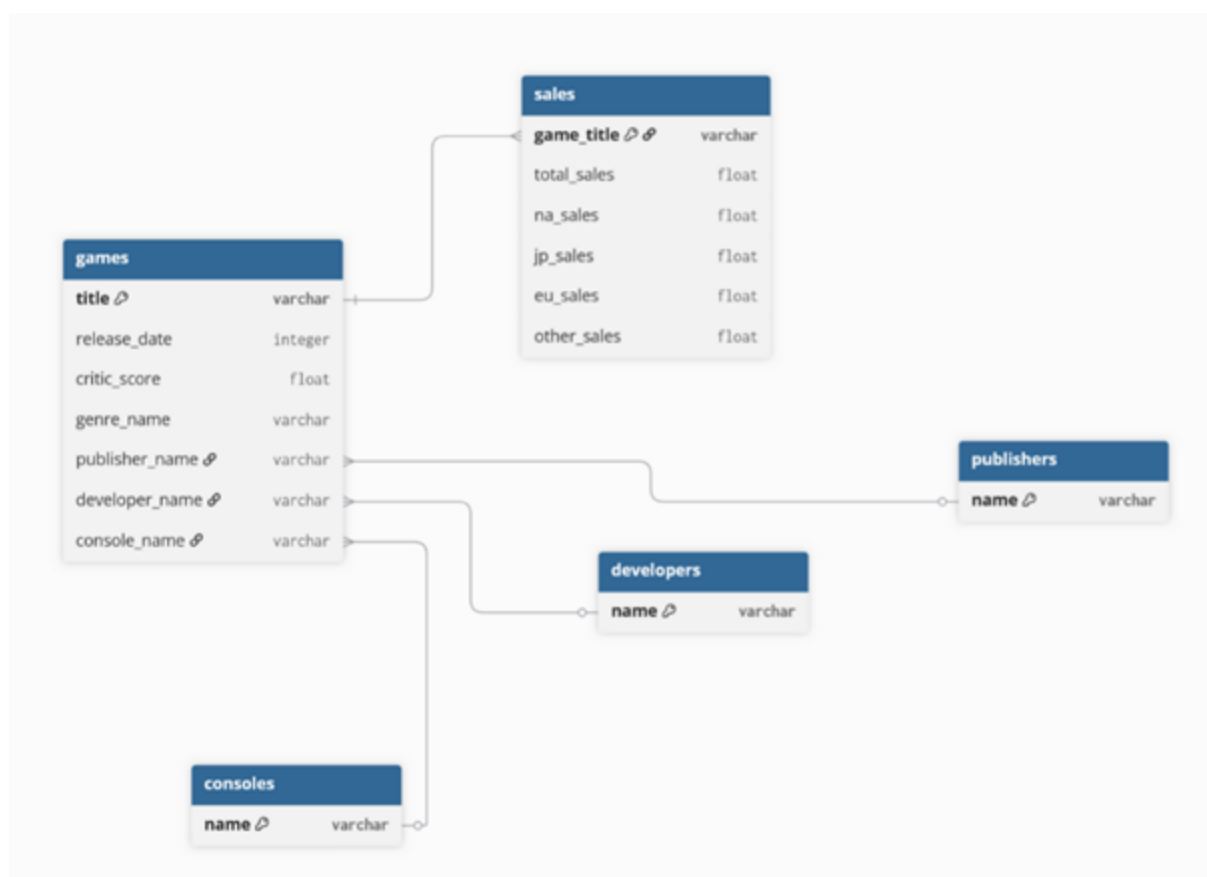 sales
game_title varchar
total_sales float
na_sales float
jp_sales float
eu_sales float
other_sales float
games
title varchar
release_date integer
critic_score float
genre_name varchar
publisher_name varchar
developer_name varchar
console_name varchar
publishers
name varchar
developers
name varchar
consoles
name varchar